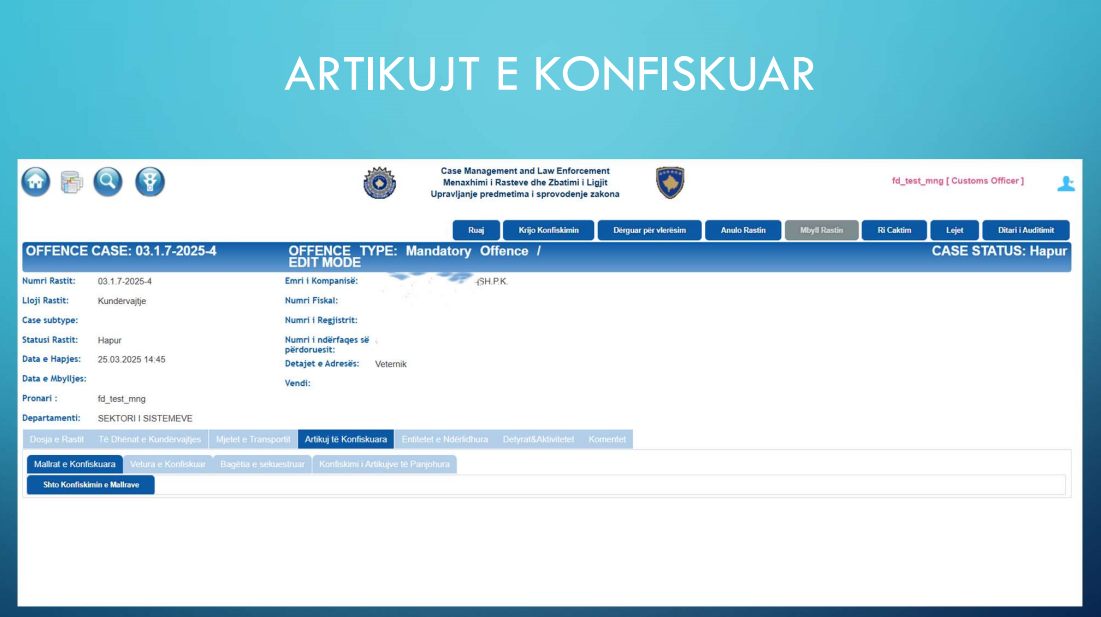 ARTIKUJT E KONFISKUAR
Case Management and Law Enforcement
Menaxhimi i Rasteve dhe Zbatimi i Ligjit
Upravljanje predmetima i sprovodenje zakona
fd_test_mng [ Customs Officer ]
Ruaj Krijo Konfiskimin Dërguar për vlerësim Anulo Rastin Mbyll Rastin Ri Caktim Lejet Ditari i Auditimit
OFFENCE CASE: 03.1.7-2025-4 OFFENCE TYPE: Mandatory Offence / CASE STATUS: Hapur
EDIT MODE
Numri Rastit: 03.1.7-2025-4 Emri i Kompanisë: SH.P.K.
Lloji Rastit: Kundërvajtje Numri Fiskal:
Case subtype: Numri i Regjistrit:
Statusi Rastit: Hapur Numri i ndërfaqes së
përdoruesit:
Data e Hapjes: 25.03.2025 14:45 Detajet e Adresës: Veternik
Data e Mbylljes: Vendi:
Pronari : fd_test_mng
Departamenti: SEKTORI I SISTEMEVE
Dosja e Rastit Të Dhënat e Kundërvajtjes Mjetet e Transportit Artikuj të Konfiskuara Entitetet e Ndërlidhura Detyrat&Aktivitetet Komentet
Mallrat e Konfiskuara Vetura e Konfiskuar Bagëtia e sekuestruar Konfiskimi i Artikujve të Panjohura
Shto Konfiskimin e Mallrave